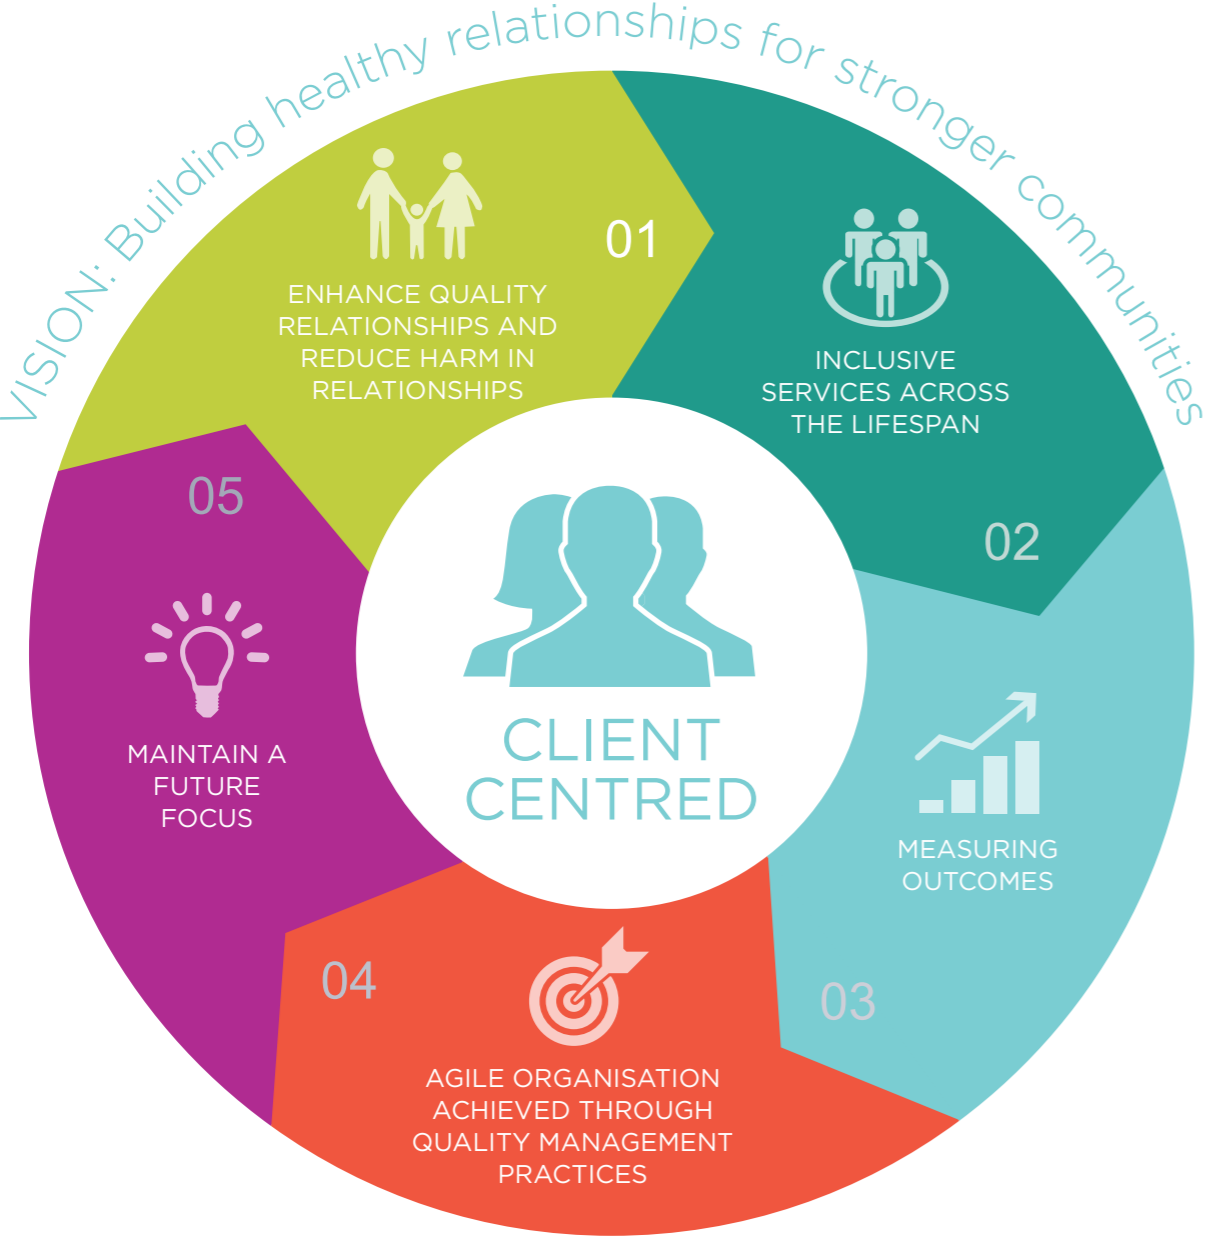 VISION: Building healthy relationships for stronger communities
01
ENHANCE QUALITY
RELATIONSHIPS AND
REDUCE HARM IN
RELATIONSHIPS
INCLUSIVE
SERVICES ACROSS
THE LIFESPAN
02
MEASURING
OUTCOMES
03
04
AGILE ORGANISATION
ACHIEVED THROUGH
QUALITY MANAGEMENT
PRACTICES
05
MAINTAIN A
FUTURE
FOCUS
CLIENT
CENTRED